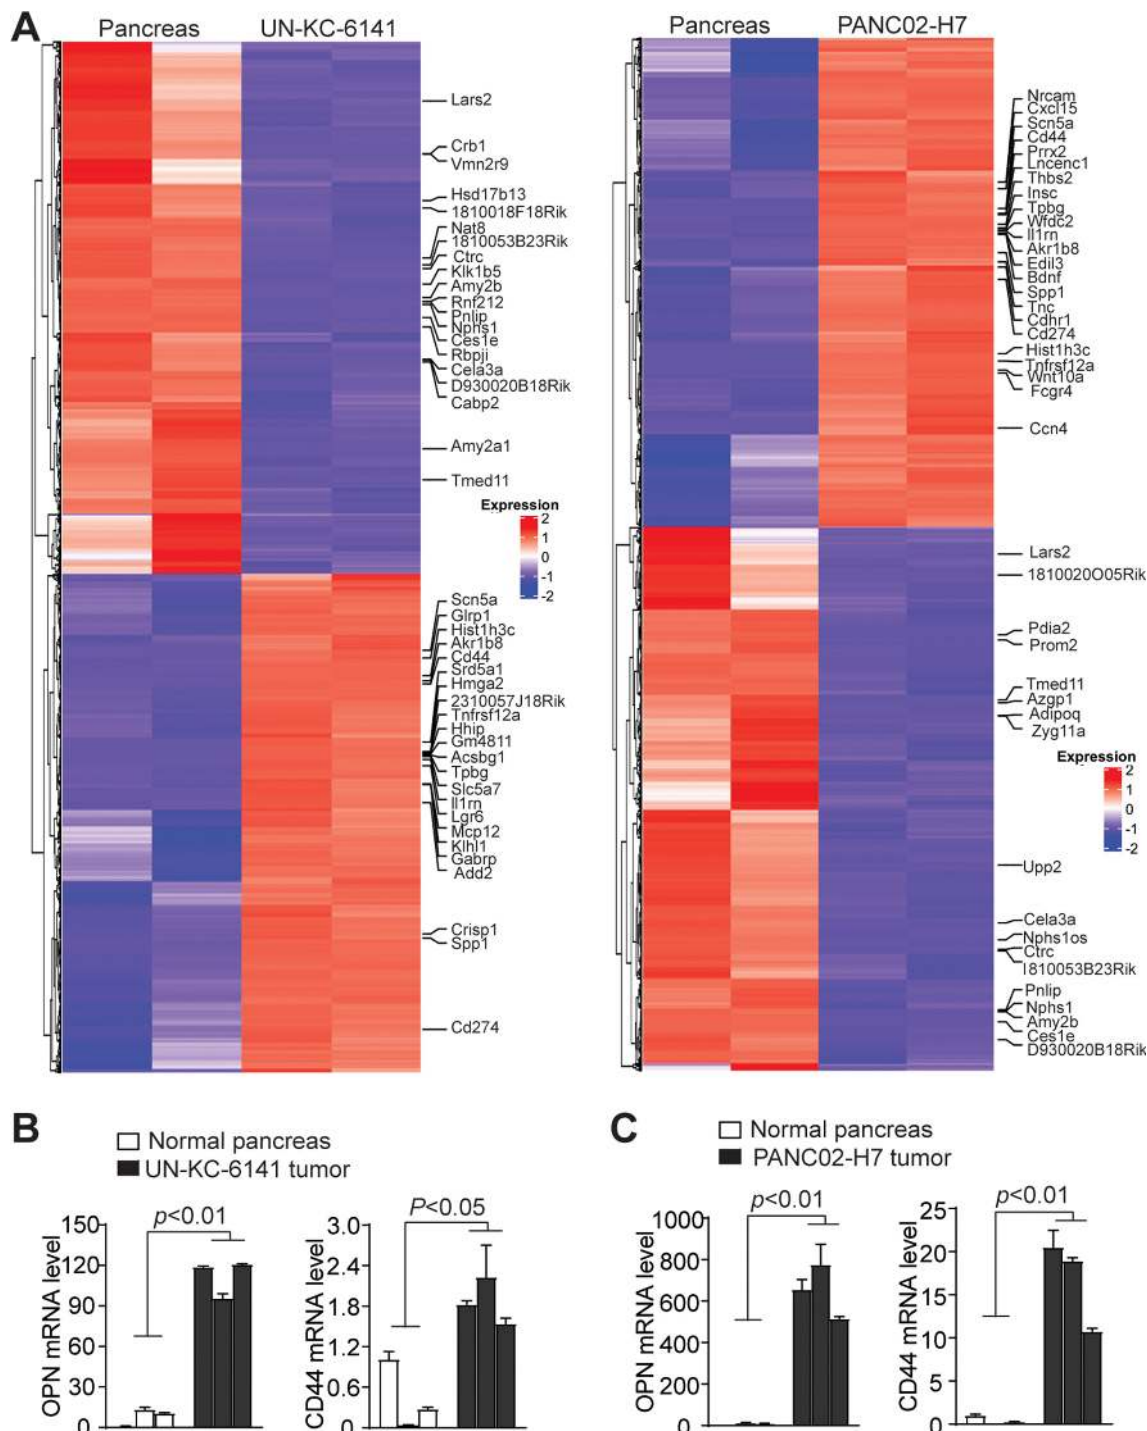 A
Pancreas UN-KC-6141
Lars2
Crb1
Vmn2r9
Hsd17b13
1810018F18Rik
Nat8
1810053B23Rik
Ctrc
Klk1b5
Amy2b
Rnf212
Pnlip
Nphs1
Ces1e
Rbpjl
Cela3a
D930020B18Rik
Cabp2
Amy2a1
Tmed11
Expression
2
1
0
-1
-2
Scn5a
Glrp1
Hist1h3c
Akr1b8
Cd44
Srd5a1
Hmga2
2310057J18Rik
Tnfrsf12a
Hhip
Gm4811
Acsbg1
Tpbg
Slc5a7
Il1rn
Lgr6
Mcp12
Klhl1
Gabrp
Add2
Crisp1
Spp1
Cd274
Pancreas PANC02-H7
Nrcam
Cxcl15
Scn5a
Cd44
Prrx2
Lncenc1
Thbs2
Insc
Tpbg
Wfdc2
Il1rn
Akr1b8
Edil3
Bdnf
Spp1
Tnc
Cdhr1
Cd274
Hist1h3c
Tnfrsf12a
Wnt10a
Fcgr4
Ccn4
Lars2
1810020O05Rik
Pdia2
Prom2
Tmed11
Azgp1
Adipoq
Zyg11a
Expression
2
1
0
-1
-2
Upp2
Cela3a
Nphs1os
Ctrc
I810053B23Rik
Pnlip
Nphs1
Amy2b
Ces1e
D930020B18Rik
B
Normal pancreas
UN-KC-6141 tumor
OPN mRNA level
150
120
90
60
30
0
p<0.01
CD44 mRNA level
3.0
2.4
1.8
1.2
0.6
0
P<0.05
C
Normal pancreas
PANC02-H7 tumor
OPN mRNA level
1000
800
600
400
200
0
p<0.01
CD44 mRNA level
25
20
15
10
5
0
p<0.01